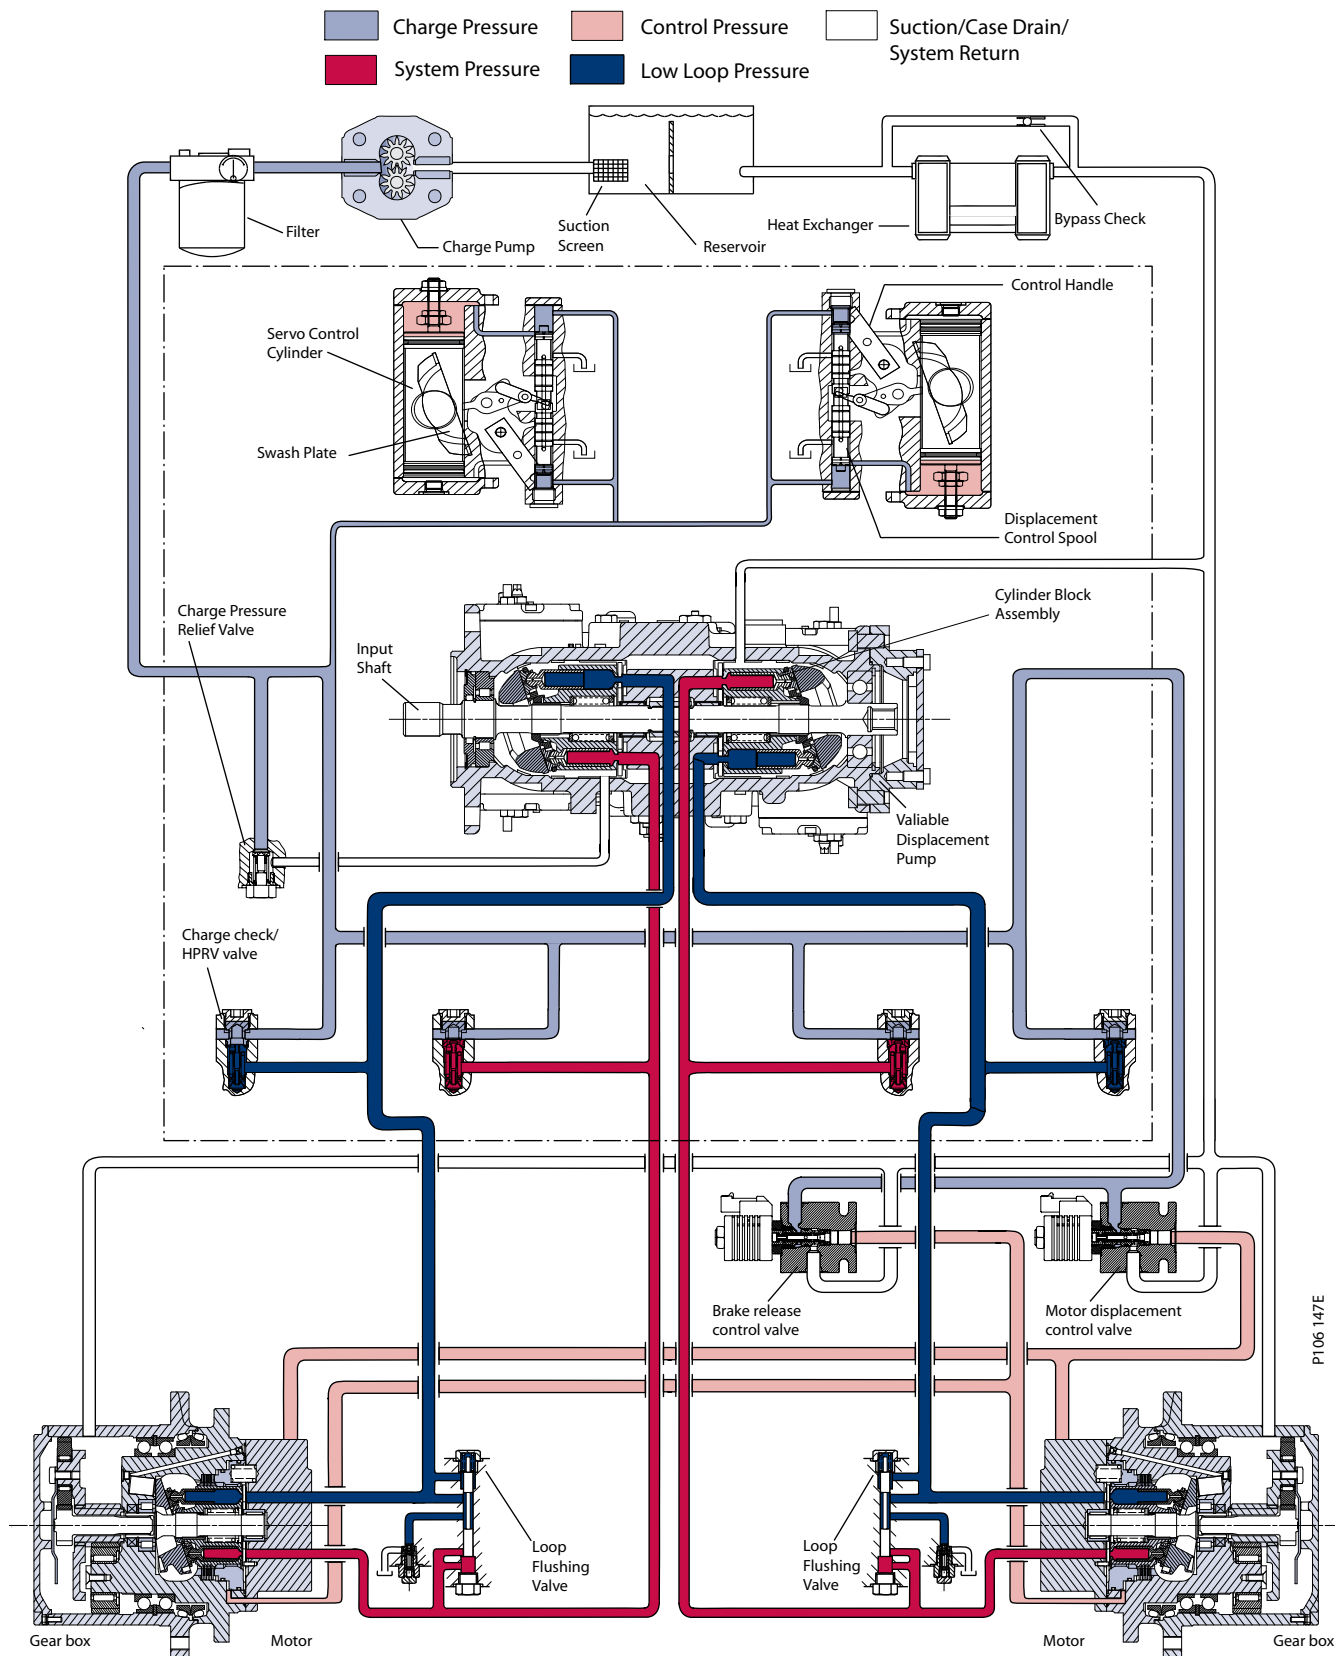 Charge Pressure
Control Pressure
Suction/Case Drain/
System Return
System Pressure
Low Loop Pressure
Filter
Charge Pump
Suction
Screen
Reservoir
Heat Exchanger
Bypass Check
Control Handle
Servo Control
Cylinder
Swash Plate
Displacement
Control Spool
Charge Pressure
Relief Valve
Input
Shaft
Cylinder Block
Assembly
Valiable
Displacement
Pump
Charge check/
HPRV valve
Brake release
control valve
Motor displacement
control valve
P106 147E
Loop
Flushing
Valve
Loop
Flushing
Valve
Gear box
Motor
Motor
Gear box